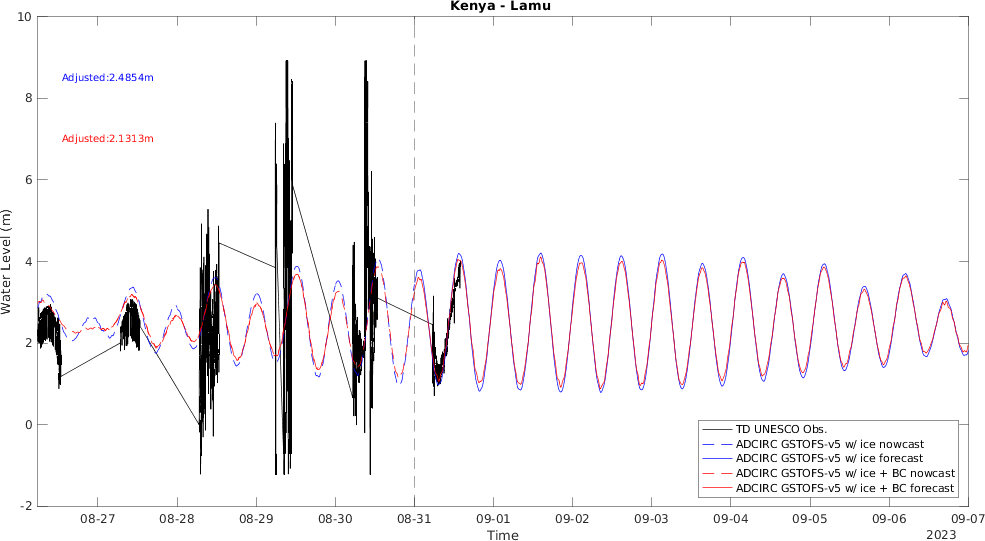 Kenya - Lamu
10
8
6
4
2
0
-2
Water Level (m)
Adjusted:2.4854m
Adjusted:2.1313m
TD UNESCO Obs.
ADCIRC GSTOFS-v5 w/ ice nowcast
ADCIRC GSTOFS-v5 w/ ice forecast
ADCIRC GSTOFS-v5 w/ ice + BC nowcast
ADCIRC GSTOFS-v5 w/ ice + BC forecast
08-27 08-28 08-29 08-30 08-31 09-01 09-02 09-03 09-04 09-05 09-06 09-07
Time
2023